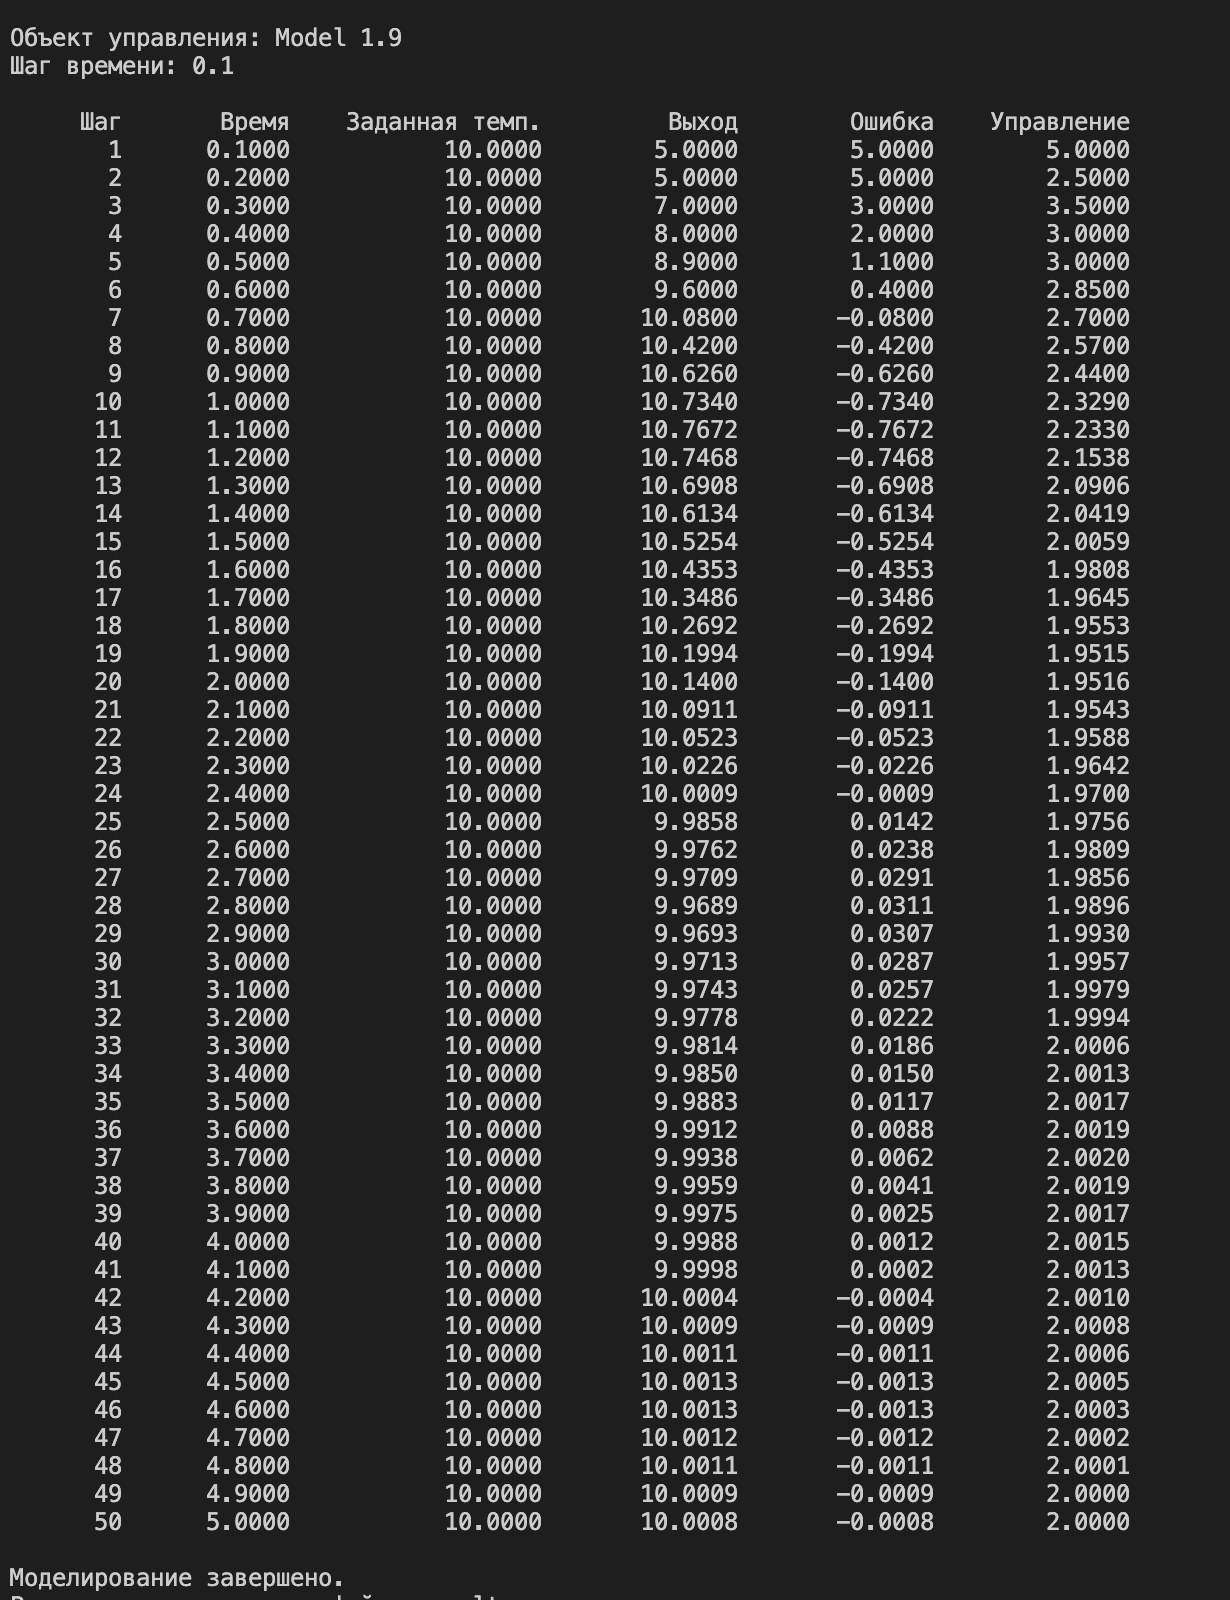 Объект управления: Model 1.9
Шаг времени: 0.1
Шаг Время Заданная темп. Выход Ошибка Управление
1 0.1000 10.0000 5.0000 5.0000 5.0000
2 0.2000 10.0000 5.0000 5.0000 2.5000
3 0.3000 10.0000 7.0000 3.0000 3.5000
4 0.4000 10.0000 8.0000 2.0000 3.0000
5 0.5000 10.0000 8.9000 1.1000 3.0000
6 0.6000 10.0000 9.6000 0.4000 2.8500
7 0.7000 10.0000 10.0800 -0.0800 2.7000
8 0.8000 10.0000 10.4200 -0.4200 2.5700
9 0.9000 10.0000 10.6260 -0.6260 2.4400
10 1.0000 10.0000 10.7340 -0.7340 2.3290
11 1.1000 10.0000 10.7672 -0.7672 2.2330
12 1.2000 10.0000 10.7468 -0.7468 2.1538
13 1.3000 10.0000 10.6908 -0.6908 2.0906
14 1.4000 10.0000 10.6134 -0.6134 2.0419
15 1.5000 10.0000 10.5254 -0.5254 2.0059
16 1.6000 10.0000 10.4353 -0.4353 1.9808
17 1.7000 10.0000 10.3486 -0.3486 1.9645
18 1.8000 10.0000 10.2692 -0.2692 1.9553
19 1.9000 10.0000 10.1994 -0.1994 1.9515
20 2.0000 10.0000 10.1400 -0.1400 1.9516
21 2.1000 10.0000 10.0911 -0.0911 1.9543
22 2.2000 10.0000 10.0523 -0.0523 1.9588
23 2.3000 10.0000 10.0226 -0.0226 1.9642
24 2.4000 10.0000 10.0009 -0.0009 1.9700
25 2.5000 10.0000 9.9858 0.0142 1.9756
26 2.6000 10.0000 9.9762 0.0238 1.9809
27 2.7000 10.0000 9.9709 0.0291 1.9856
28 2.8000 10.0000 9.9689 0.0311 1.9896
29 2.9000 10.0000 9.9693 0.0307 1.9930
30 3.0000 10.0000 9.9713 0.0287 1.9957
31 3.1000 10.0000 9.9743 0.0257 1.9979
32 3.2000 10.0000 9.9778 0.0222 1.9994
33 3.3000 10.0000 9.9814 0.0186 2.0006
34 3.4000 10.0000 9.9850 0.0150 2.0013
35 3.5000 10.0000 9.9883 0.0117 2.0017
36 3.6000 10.0000 9.9912 0.0088 2.0019
37 3.7000 10.0000 9.9938 0.0062 2.0020
38 3.8000 10.0000 9.9959 0.0041 2.0019
39 3.9000 10.0000 9.9975 0.0025 2.0017
40 4.0000 10.0000 9.9988 0.0012 2.0015
41 4.1000 10.0000 9.9998 0.0002 2.0013
42 4.2000 10.0000 10.0004 -0.0004 2.0010
43 4.3000 10.0000 10.0009 -0.0009 2.0008
44 4.4000 10.0000 10.0011 -0.0011 2.0006
45 4.5000 10.0000 10.0013 -0.0013 2.0005
46 4.6000 10.0000 10.0013 -0.0013 2.0003
47 4.7000 10.0000 10.0012 -0.0012 2.0002
48 4.8000 10.0000 10.0011 -0.0011 2.0001
49 4.9000 10.0000 10.0009 -0.0009 2.0000
50 5.0000 10.0000 10.0008 -0.0008 2.0000
Моделирование завершено.